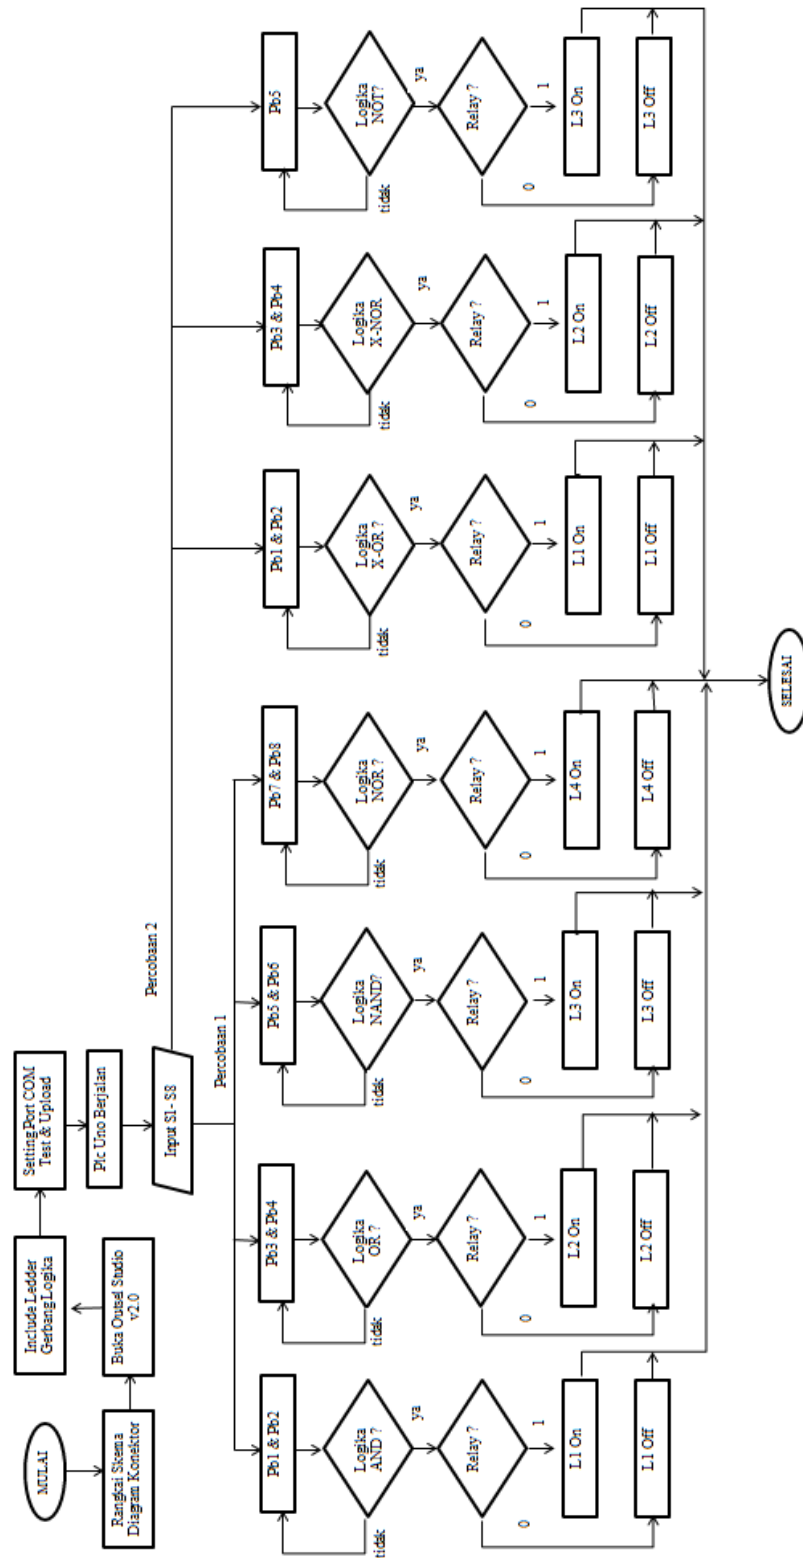 MULAI
Rangkai Skema
Diagram Konektor
Buka Outsel Studio
v2.0
Include Ledder
Gerbang Logika
Setting Port COM
Test & Upload
Plc Uno Berjalan
Input S1- S8
Percobaan 1
Percobaan 2
Pb1 & Pb2
Logika
AND ?
tidak
ya
Relay ?
0
1
L1 On
L1 Off
Pb3 & Pb4
Logika
OR ?
tidak
ya
Relay ?
0
1
L2 On
L2 Off
Pb5 & Pb6
Logika
NAND?
tidak
ya
Relay ?
0
1
L3 On
L3 Off
Pb7 & Pb8
Logika
NOR ?
tidak
ya
Relay ?
0
1
L4 On
L4 Off
Pb1 & Pb2
Logika
X-OR ?
tidak
ya
Relay ?
0
1
L1 On
L1 Off
Pb3 & Pb4
Logika
X-NOR
tidak
ya
Relay ?
0
1
L2 On
L2 Off
Pb5
Logika
NOT?
tidak
ya
Relay ?
0
1
L3 On
L3 Off
SELESAI